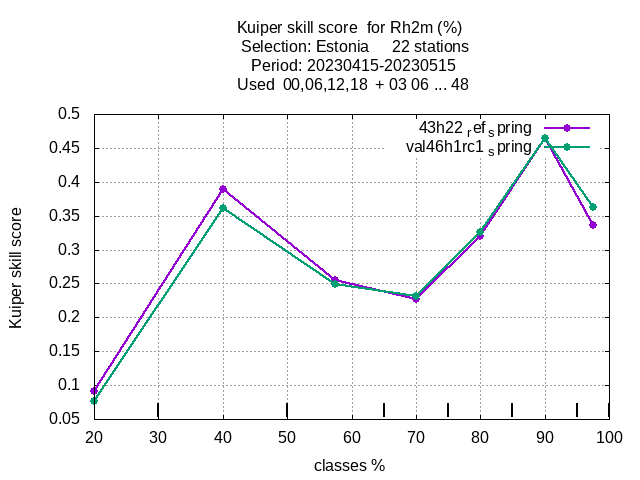 Kuiper skill score  for Rh2m (%)
Selection: Estonia     22 stations
Period: 20230415-20230515
Used  00,06,12,18  + 03 06 ... 48
43h22 ref spring
val46h1rc1 spring
Kuiper skill score
0.5
0.45
0.4
0.35
0.3
0.25
0.2
0.15
0.1
0.05
20 30 40 50 60 70 80 90 100
classes %